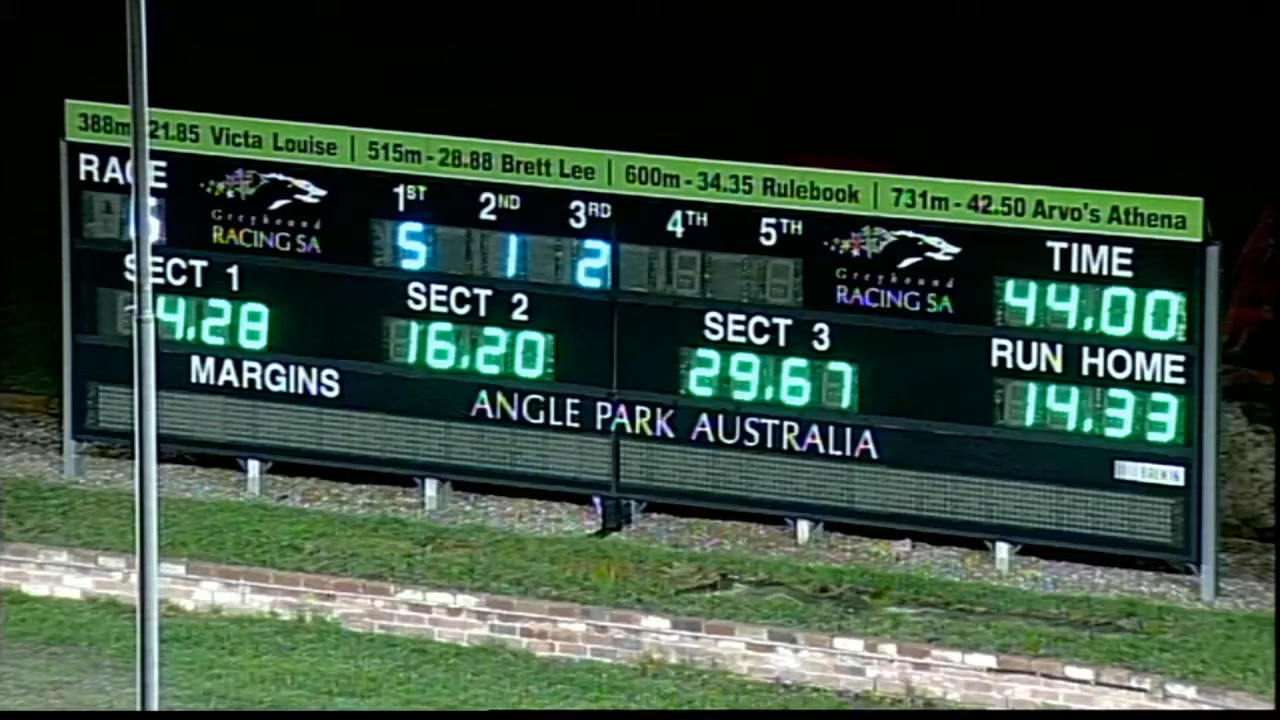 388m 21.85 Victa Louise | 515m - 28.88 Brett Lee | 600m - 34.35 Rulebook | 731m - 42.50 Arvo's Athena
RACE
Greyhound
RACING SA
1ST 2ND 3RD 4TH 5TH
5 1 2
Greyhound
RACING SA
TIME
44.00
SECT 1
4.28
SECT 2
16.20
SECT 3
29.67
RUN HOME
14.33
MARGINS
ANGLE PARK AUSTRALIA